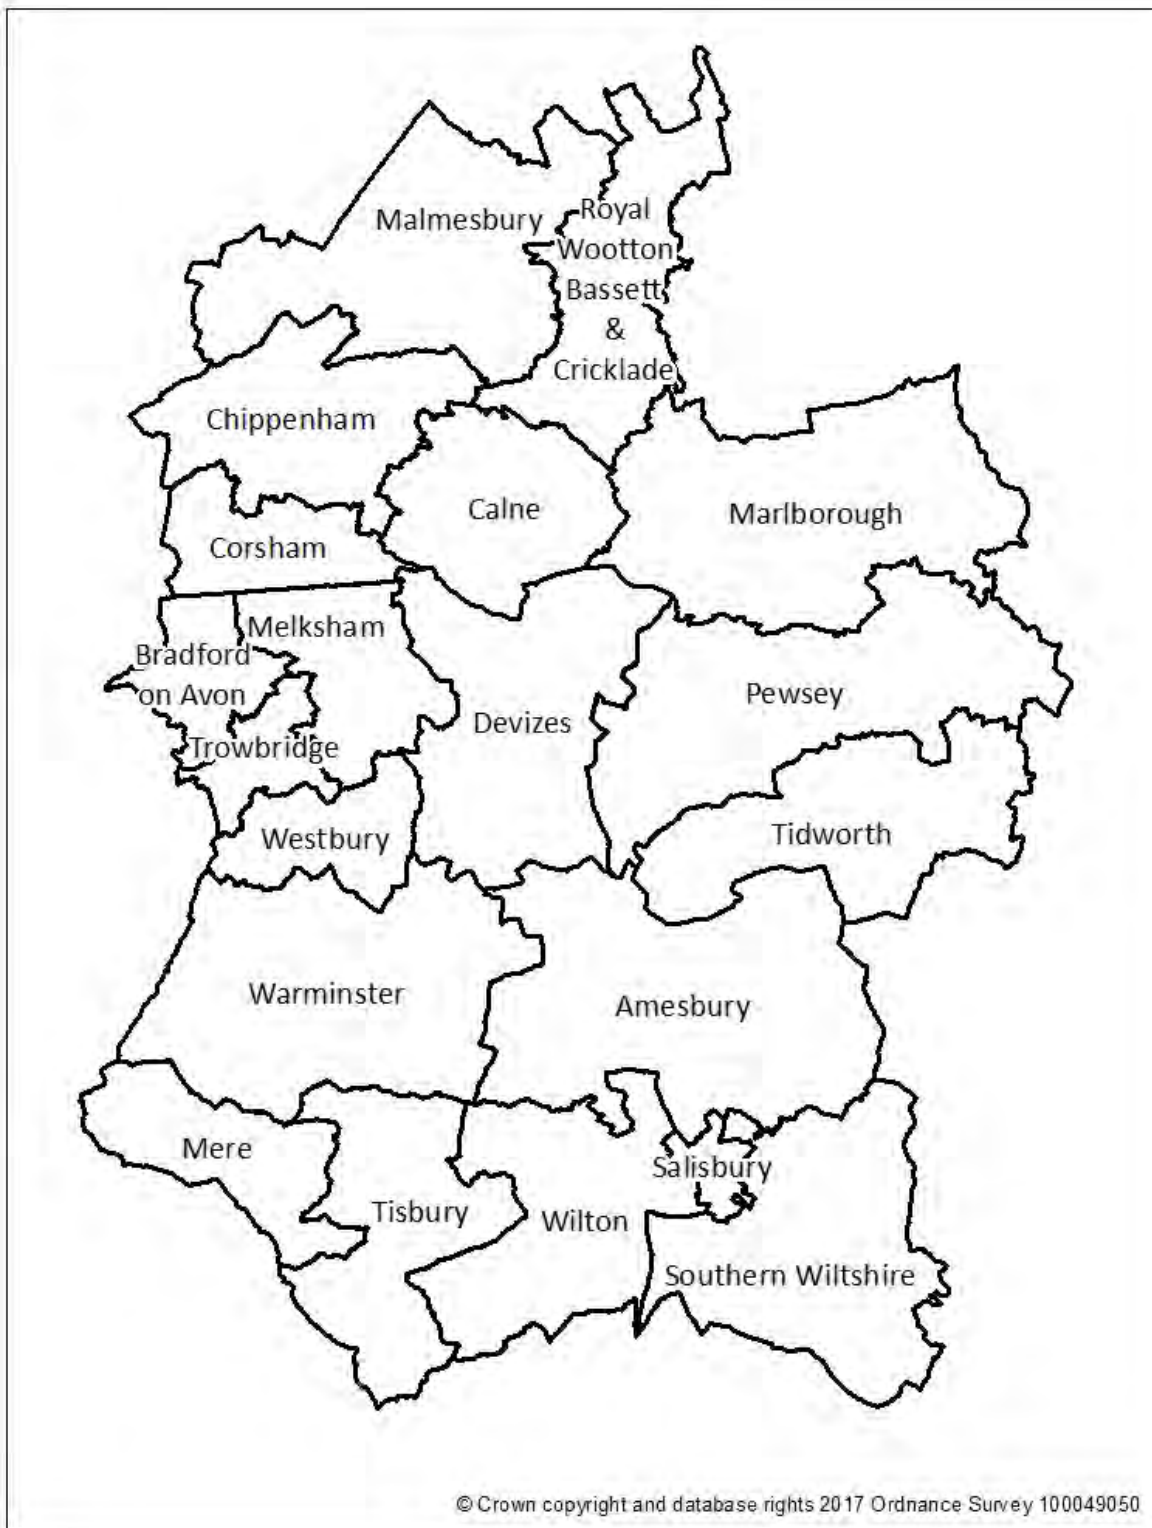 Malmesbury
Royal
Wootton
Bassett
&
Cricklade
Chippenham
Calne
Marlborough
Corsham
Melksham
Bradford
on Avon
Pewsey
Devizes
Trowbridge
Westbury
Tidworth
Warminster
Amesbury
Mere
Salisbury
Tisbury
Wilton
Southern Wiltshire
© Crown copyright and database rights 2017 Ordnance Survey 100049050